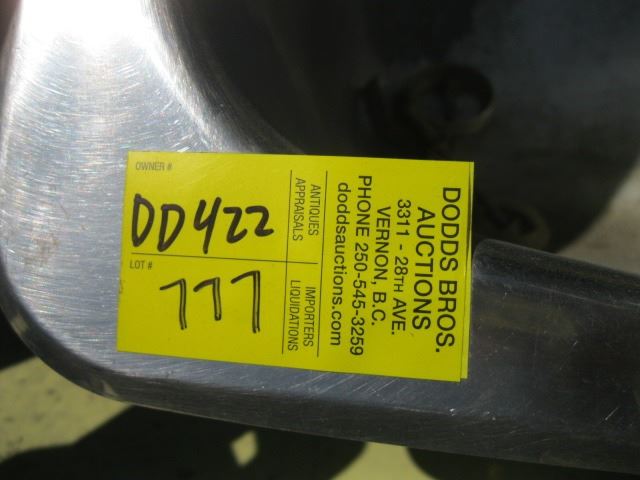 OWNER #
DD422
LOT #
777
ANTIQUES
APPRAISALS
IMPORTERS
LIQUIDATIONS
DODDS BROS.
AUCTIONS
3311 - 28TH AVE.
VERNON, B.C.
PHONE 250-545-3259
doddsauctions.com